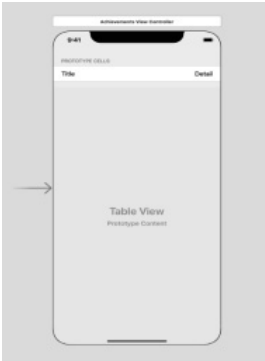 Achievements View Controller
9:41
PROTOTYPE CELLS
Title Detail
Table View
Prototype Content